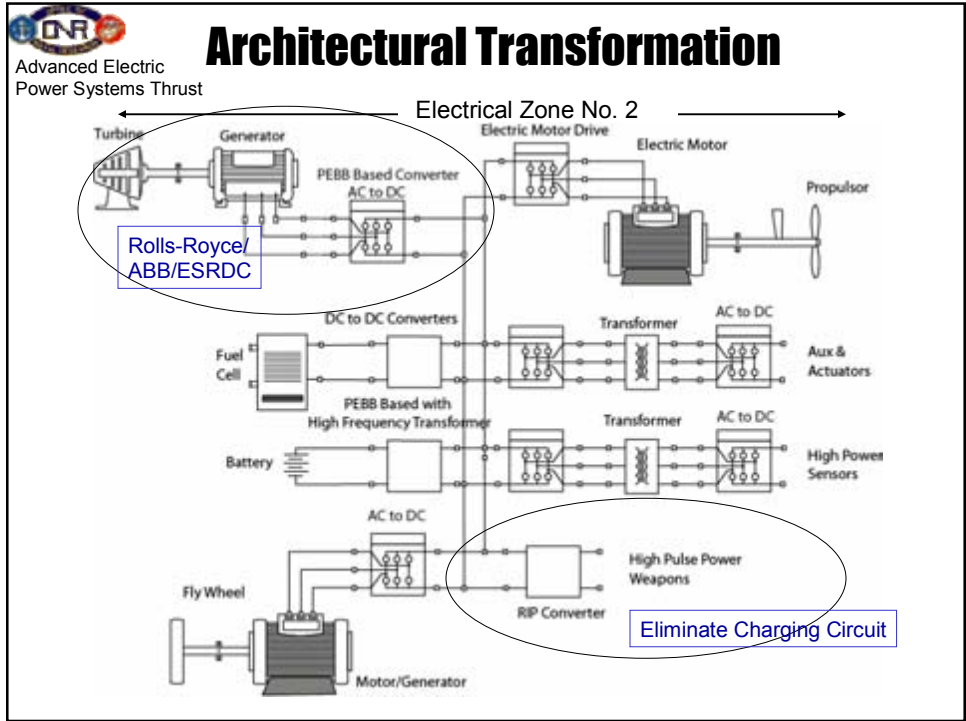 ONR
Architectural Transformation
Advanced Electric
Power Systems Thrust
Electrical Zone No. 2
Turbine
Generator
Electric Motor Drive
Electric Motor
PEBB Based Converter
AC to DC
Propulsor
Rolls-Royce/
ABB/ESRDC
DC to DC Converters
Transformer
AC to DC
Fuel
Cell
Aux &
Actuators
PEBB Based with
High Frequency Transformer
Transformer
AC to DC
Battery
High Power
Sensors
AC to DC
High Pulse Power
Weapons
Fly Wheel
RIP Converter
Eliminate Charging Circuit
Motor/Generator